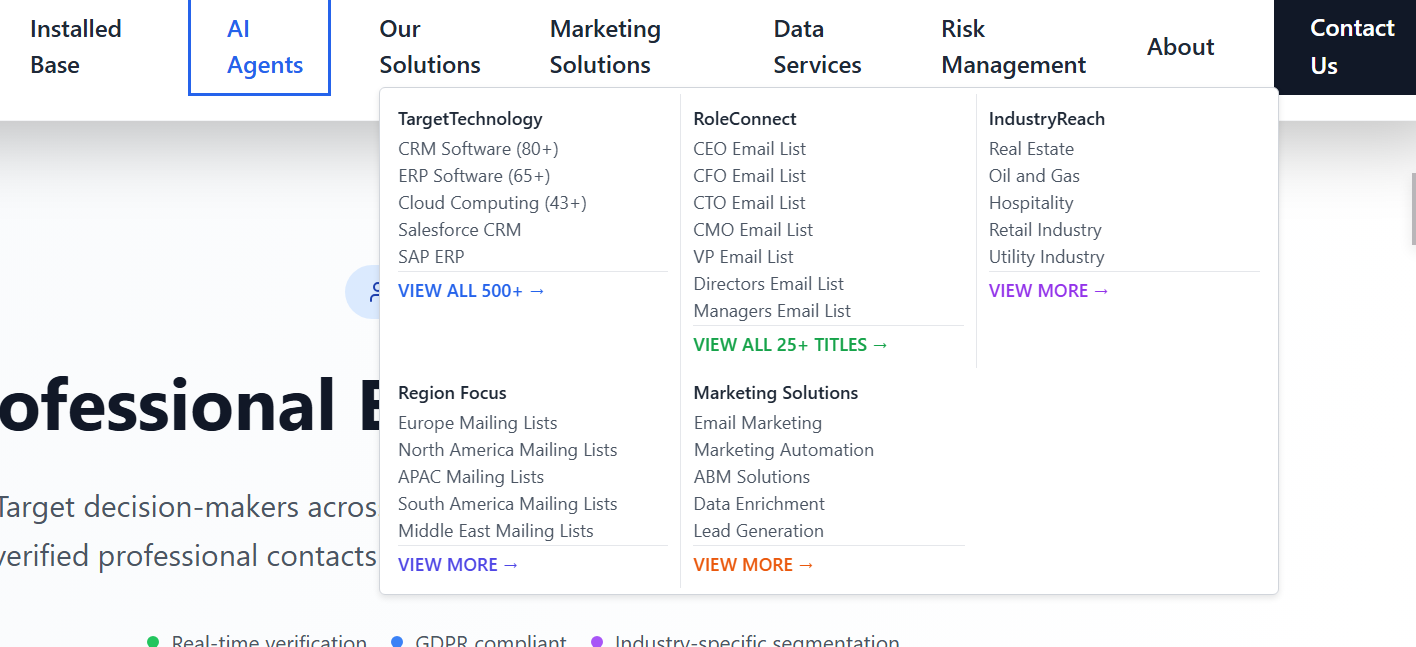 Installed
Base
AI
Agents
Our
Solutions
Marketing
Solutions
Data
Services
Risk
Management
About
Contact
Us
TargetTechnology
CRM Software (80+)
ERP Software (65+)
Cloud Computing (43+)
Salesforce CRM
SAP ERP
VIEW ALL 500+ →
RoleConnect
CEO Email List
CFO Email List
CTO Email List
CMO Email List
VP Email List
Directors Email List
Managers Email List
VIEW ALL 25+ TITLES →
IndustryReach
Real Estate
Oil and Gas
Hospitality
Retail Industry
Utility Industry
VIEW MORE →
Region Focus
Europe Mailing Lists
North America Mailing Lists
APAC Mailing Lists
South America Mailing Lists
Middle East Mailing Lists
VIEW MORE →
Marketing Solutions
Email Marketing
Marketing Automation
ABM Solutions
Data Enrichment
Lead Generation
VIEW MORE →
ofessional
Target decision-makers across
verified professional contacts
Real-time verification
GDPR compliant
Industry-specific segmentation